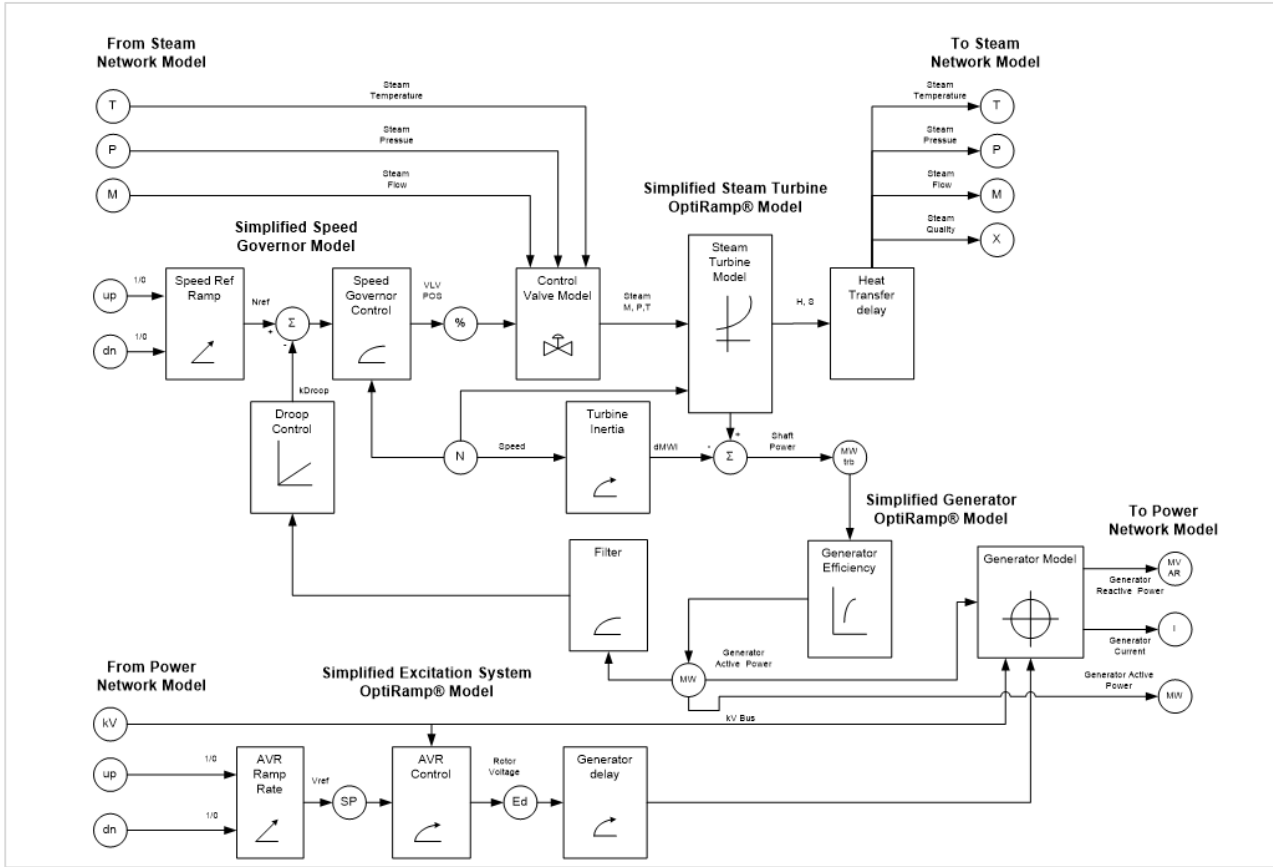 From Steam
Network Model
To Steam
Network Model
Steam
Temperature
T
Steam
Pressue
P
Steam
Flow
M
Steam
Temperature
T
Steam
Pressue
P
Steam
Flow
M
Steam
Quality
X
Simplified Steam Turbine
OptiRamp® Model
Simplified Speed
Governor Model
up
1/0
dn
1/0
Speed Ref
Ramp
Nref
+
-
Σ
Speed
Governor
Control
VLV
POS
%
Control
Valve Model
Steam
M, P,T
Steam
Turbine
Model
H, S
Heat
Transfer
delay
kDroop
Droop
Control
N
Speed
Turbine
Inertia
dMWI
-
+
Σ
Shaft
Power
MW
trb
Simplified Generator
OptiRamp® Model
To Power
Network Model
Filter
Generator
Efficiency
Generator Model
MV
AR
Generator
Reactive Power
I
Generator
Current
Generator
Active Power
MW
Generator Active
Power
MW
From Power
Network Model
Simplified Excitation System
OptiRamp® Model
kV
kV Bus
up
1/0
dn
1/0
AVR
Ramp
Rate
Vref
SP
AVR
Control
Rotor
Voltage
Ed
Generator
delay